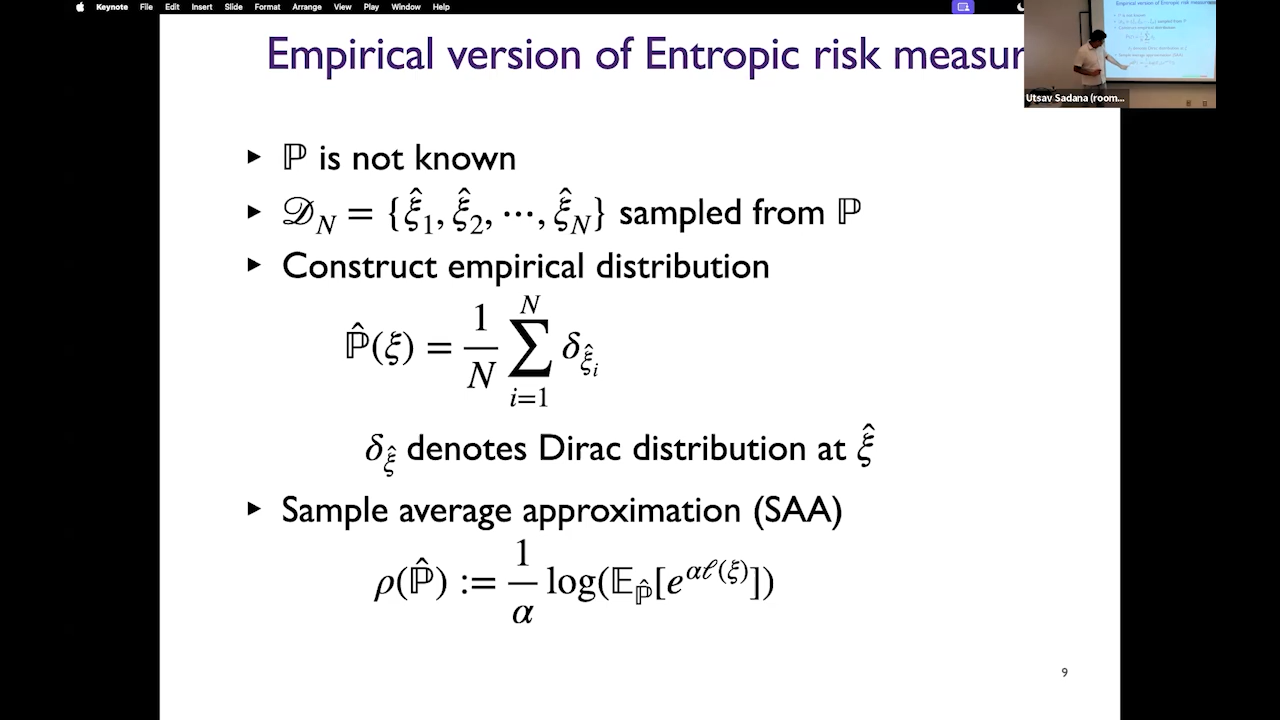 Keynote File Edit Insert Slide Format Arrange View Play Window Help
Empirical version of Entropic risk measur
Utsav Sadana (room...
▸ ℙ is not known
▸ 𝒟_N = {ξ̂_1, ξ̂_2, ⋯, ξ̂_N} sampled from ℙ
▸ Construct empirical distribution
ℙ̂(ξ) = 1/N ∑_{i=1}^{N} δ_{ξ̂_i}
δ_{ξ̂} denotes Dirac distribution at ξ̂
▸ Sample average approximation (SAA)
ρ(ℙ̂) := 1/α log(𝔼_{ℙ̂}[e^{αℓ(ξ)}])
9